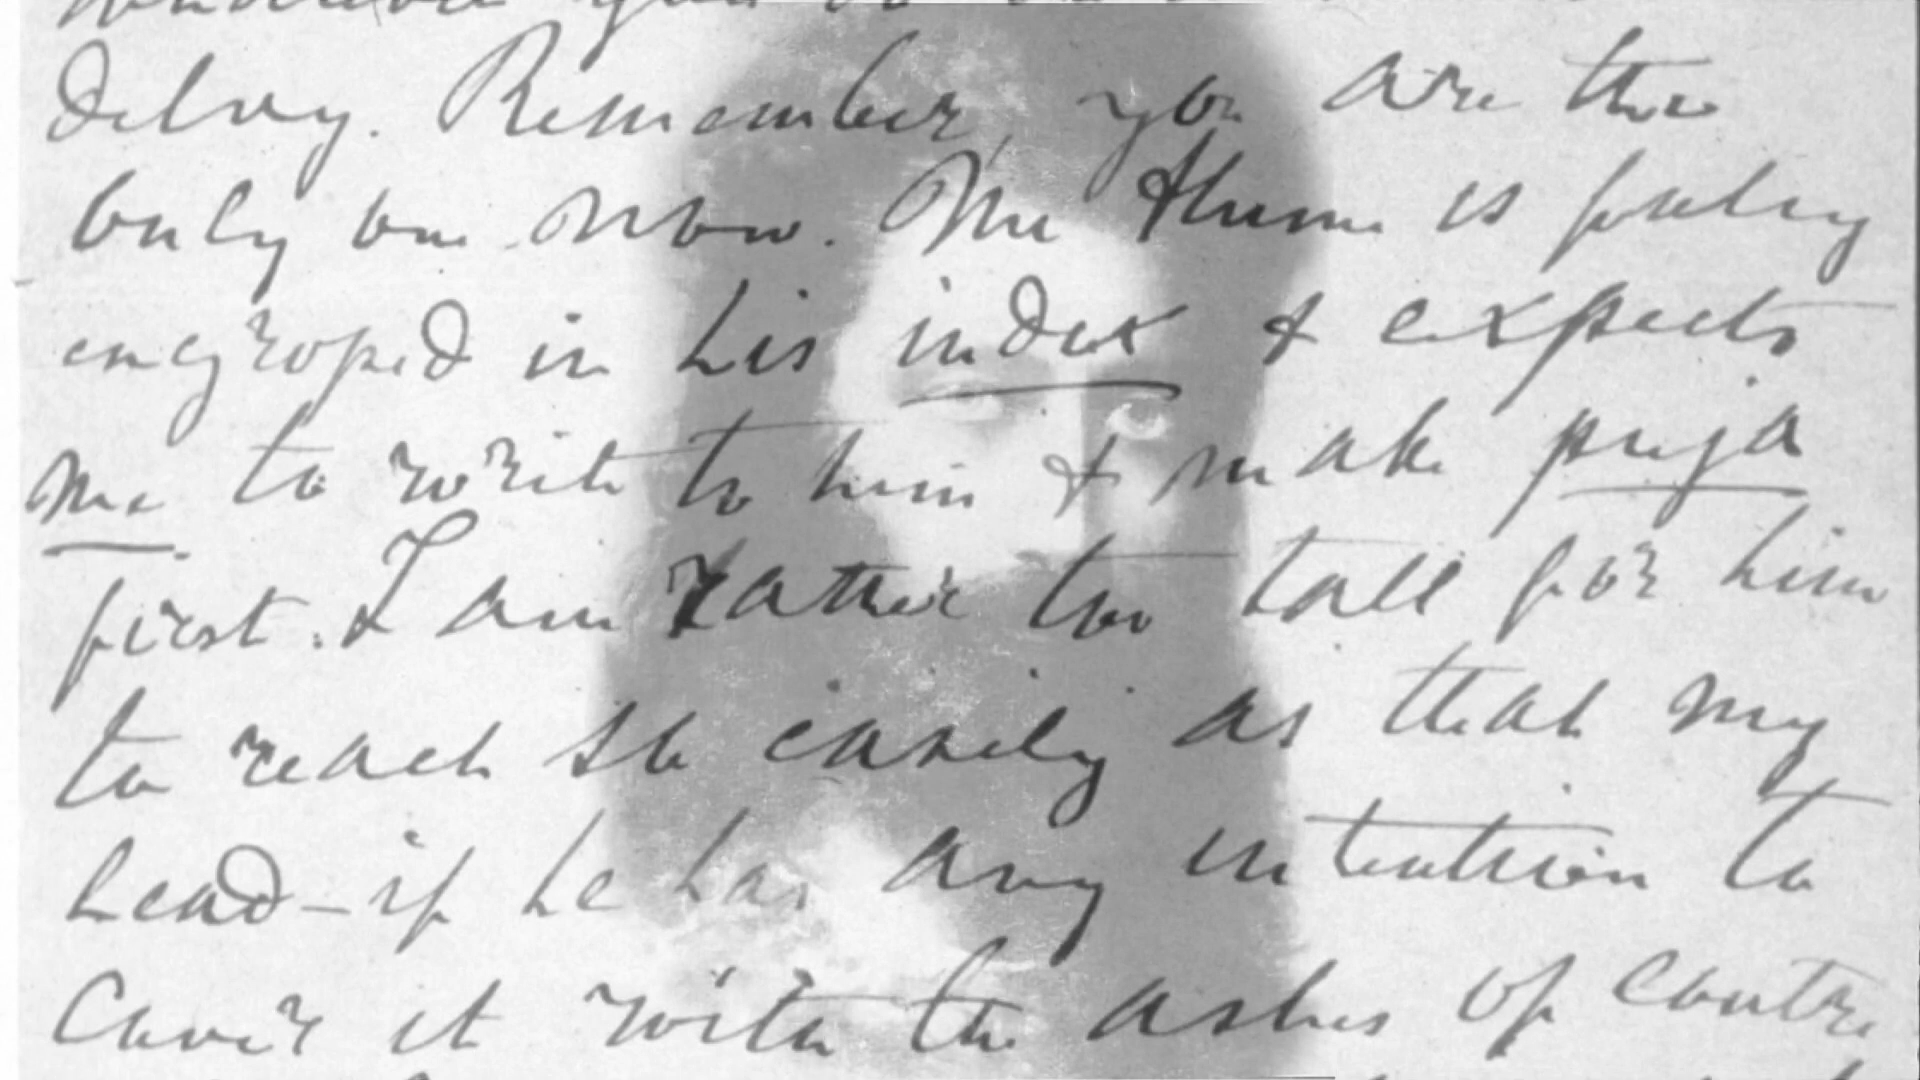 delay. Remember, you are the
only one now. Mr Hume is fully
engrossed in his index & expects
me to write to him & make puja
first. I am rather too tall for him
to reach so easily as that my
head – if he has any intention to
Cover it with the ashes of contri